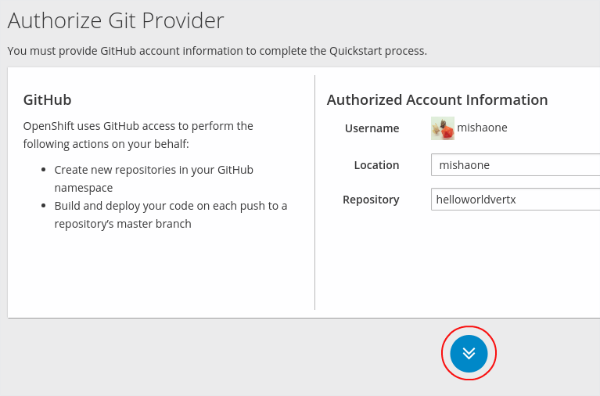 Authorize Git Provider
You must provide GitHub account information to complete the Quickstart process.
GitHub
OpenShift uses GitHub access to perform the
following actions on your behalf:
• Create new repositories in your GitHub
namespace
• Build and deploy your code on each push to a
repository's master branch
Authorized Account Information
Username mishaone
Location mishaone
Repository helloworldvertx